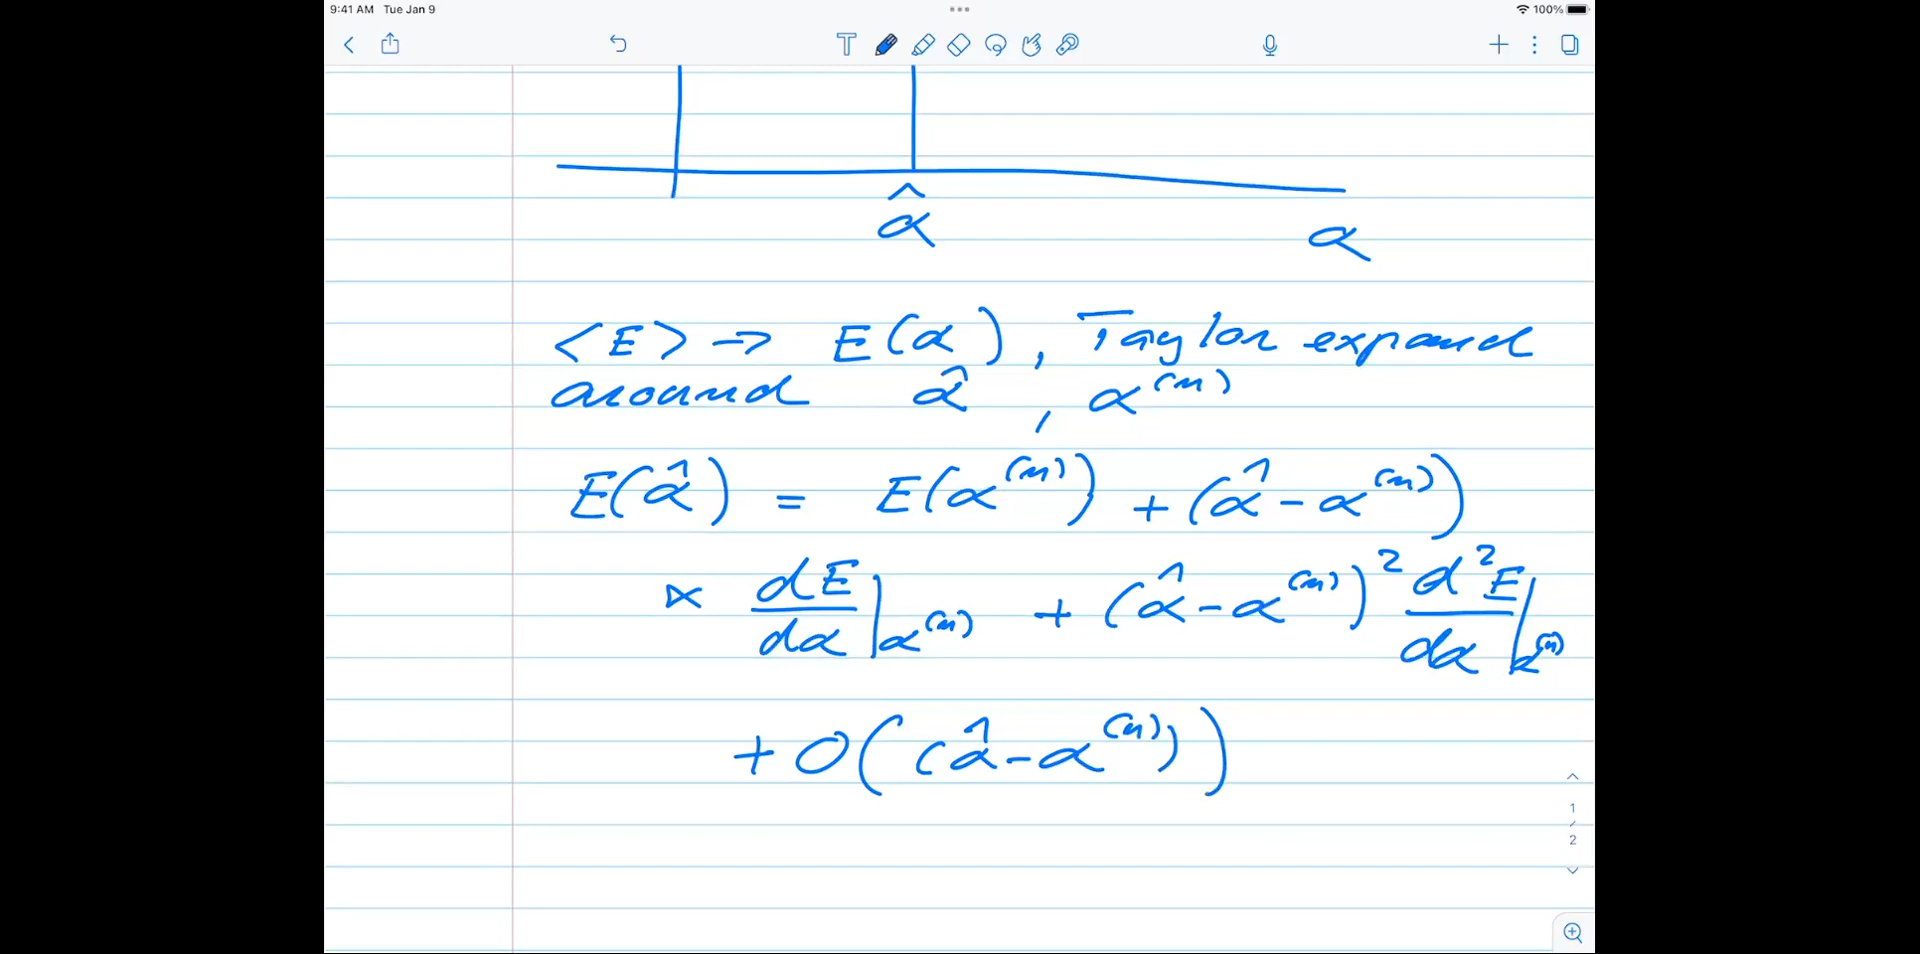 9:41 AM Tue Jan 9
100%
T
α̂
α
<E> → E(α), Taylor expand
around α̂, α^(n)
E(α̂) = E(α^(n)) + (α̂ - α^(n))
× dE/dα|α^(n) + (α̂ - α^(n))² d²E/dα|α^(n)
+ O((α̂ - α^(n)))
1
/
2